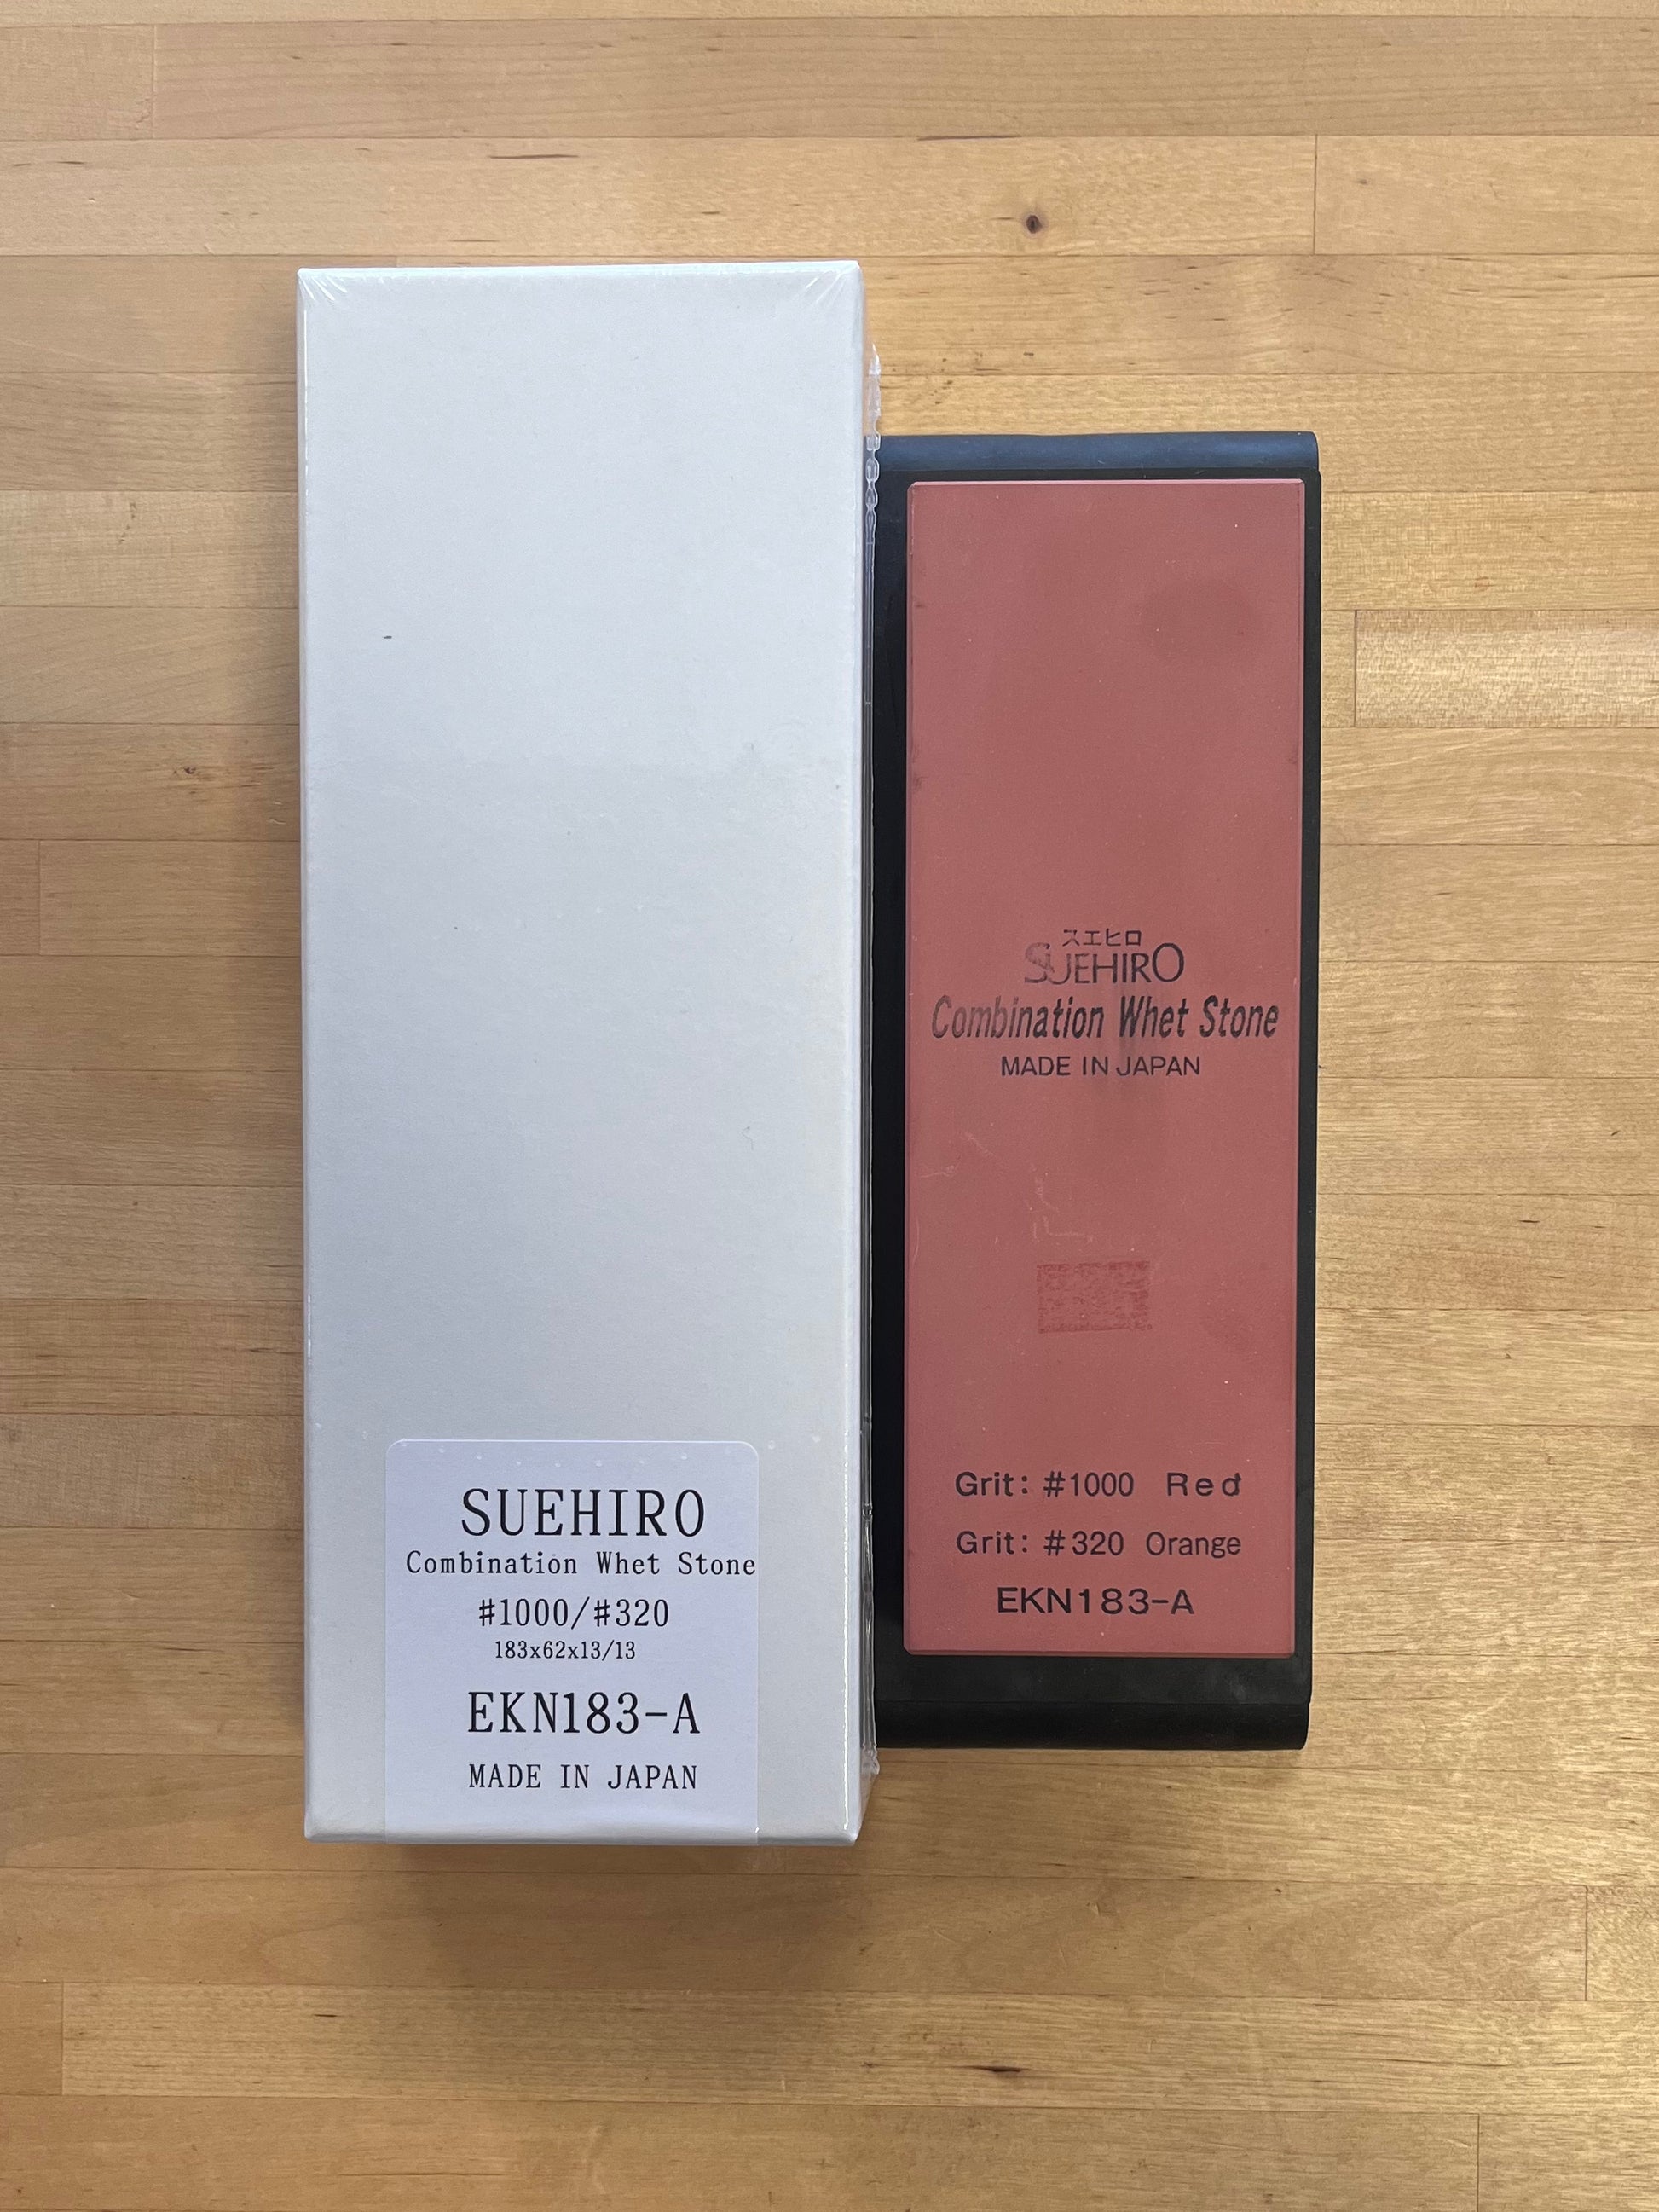 SUEHIRO
Combination Whet Stone
#1000/#320
183x62x13/13
EKN183-A
MADE IN JAPAN
スエヒロ
SUEHIRO
Combination Whet Stone
MADE IN JAPAN
Grit: #1000 Red
Grit: #320 Orange
EKN183-A